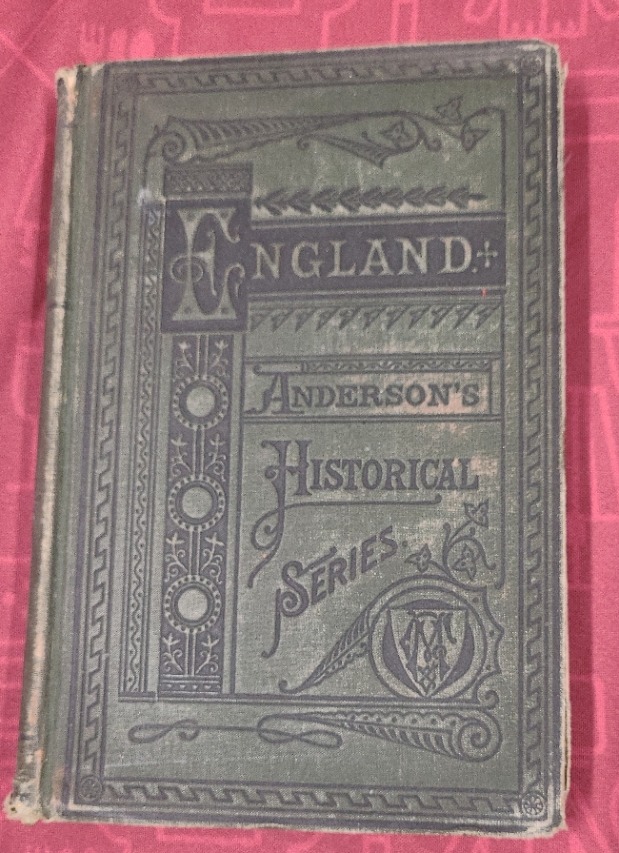 ENGLAND.
ANDERSON'S
HISTORICAL
SERIES.